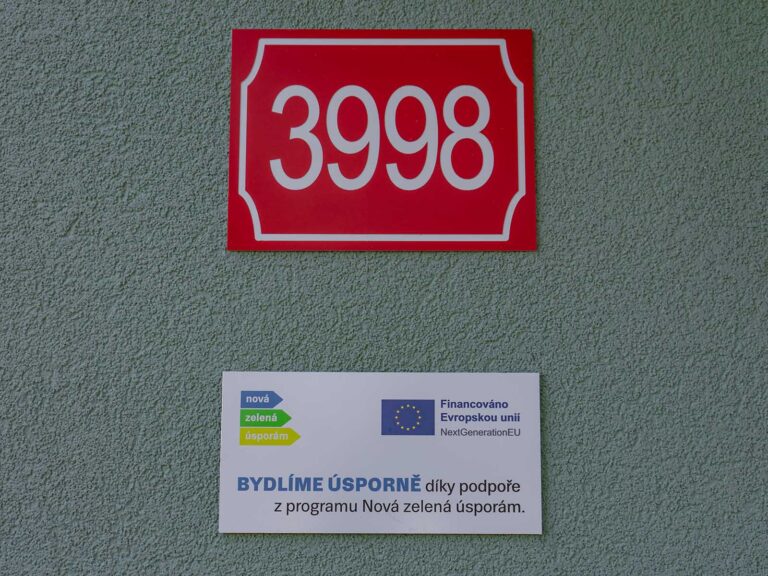 3998
nová
zelená
úsporám
Financováno
Evropskou unií
NextGenerationEU
BYDLÍME ÚSPORNĚ díky podpoře
z programu Nová zelená úsporám.